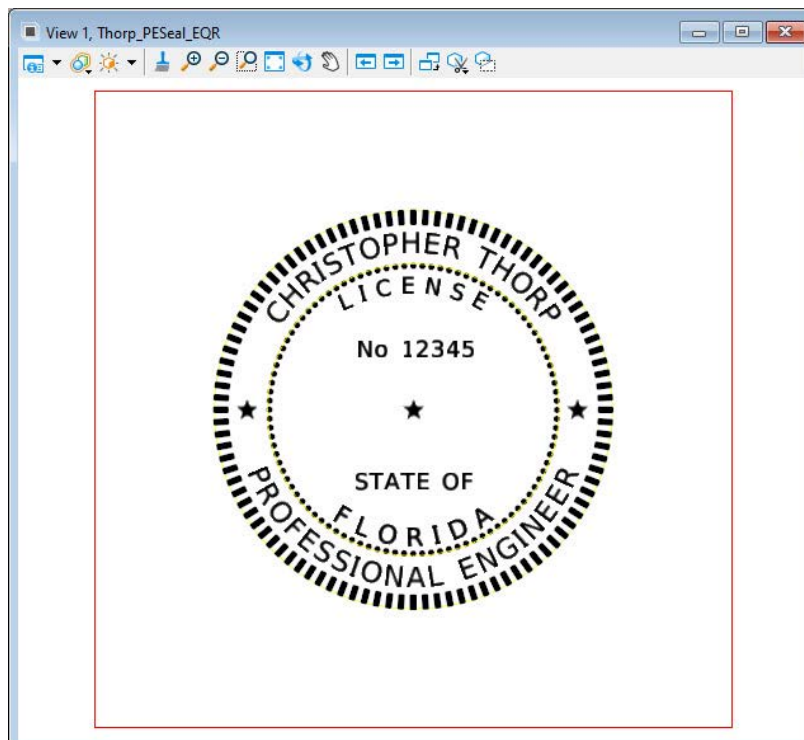 View 1, Thorp_PESeal_EQR
CHRISTOPHER THORP
LICENSE
No 12345
STATE OF
FLORIDA
PROFESSIONAL ENGINEER